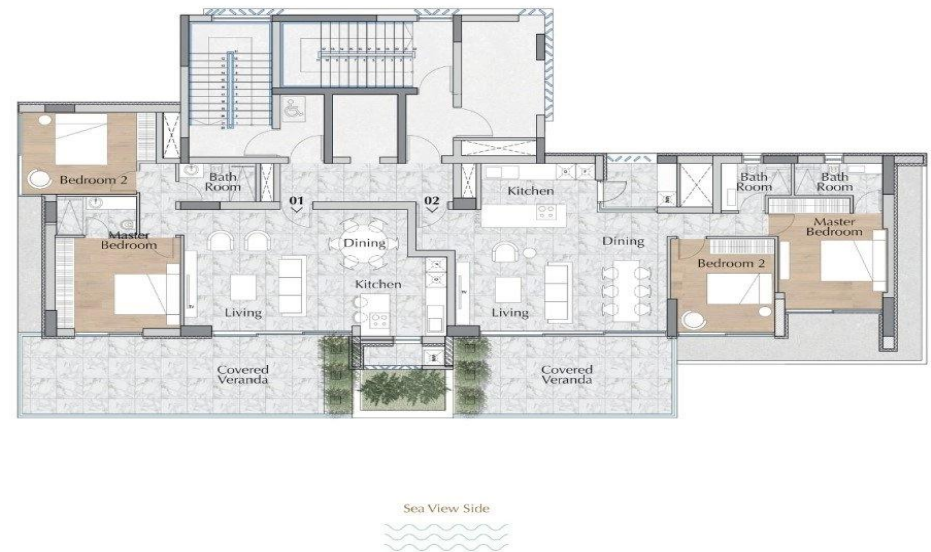 Bedroom 2
Bath
Room
01
02
Kitchen
Bath
Room
Bath
Room
Master
Bedroom
Dining
Dining
Master
Bedroom
Bedroom 2
Kitchen
Living
Living
Covered
Veranda
Covered
Veranda
Sea View Side